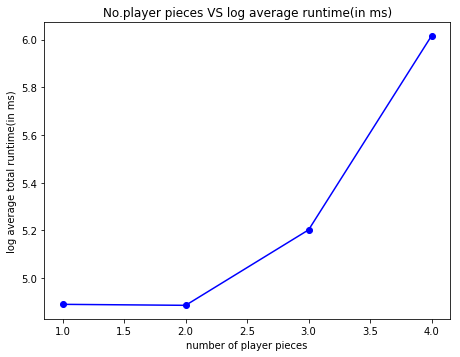 No.player pieces VS log average runtime(in ms)
log average total runtime(in ms)
6.0
5.8
5.6
5.4
5.2
5.0
1.0 1.5 2.0 2.5 3.0 3.5 4.0
number of player pieces